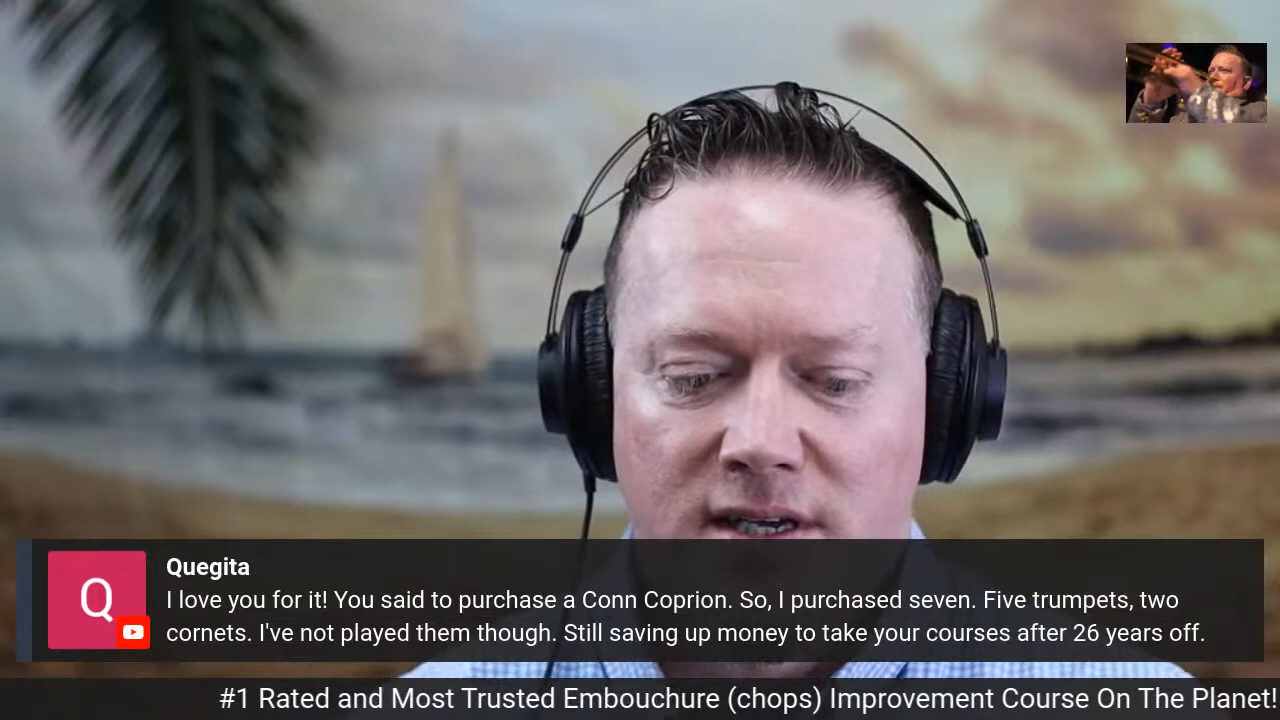 Q
Quegita
I love you for it! You said to purchase a Conn Coprion. So, I purchased seven. Five trumpets, two
cornets. I've not played them though. Still saving up money to take your courses after 26 years off.
#1 Rated and Most Trusted Embouchure (chops) Improvement Course On The Planet!